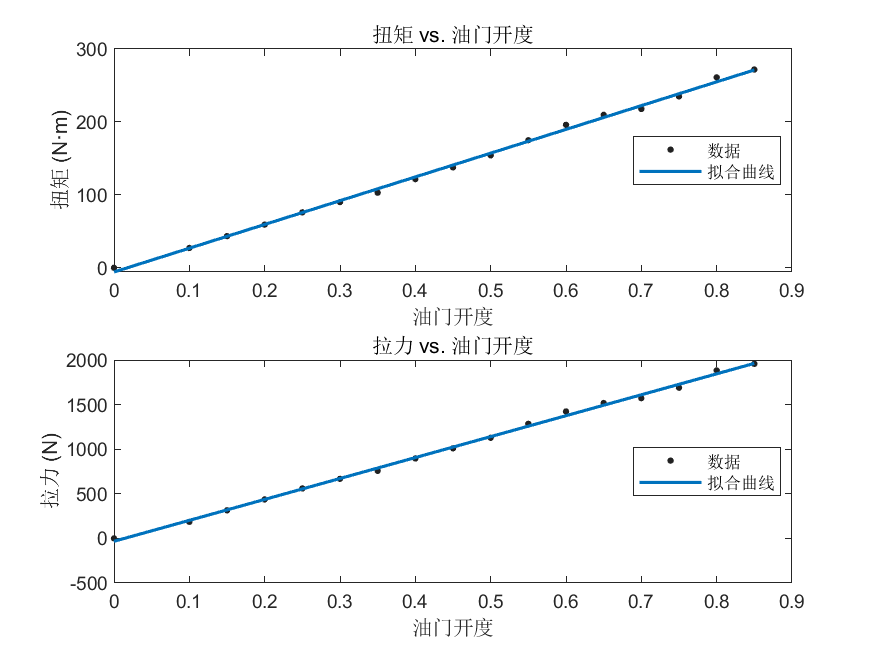 扭矩 vs. 油门开度
300
200
100
0
扭矩 (N·m)
数据
拟合曲线
0 0.1 0.2 0.3 0.4 0.5 0.6 0.7 0.8 0.9
油门开度
拉力 vs. 油门开度
2000
1500
1000
500
0
-500
拉力 (N)
数据
拟合曲线
0 0.1 0.2 0.3 0.4 0.5 0.6 0.7 0.8 0.9
油门开度